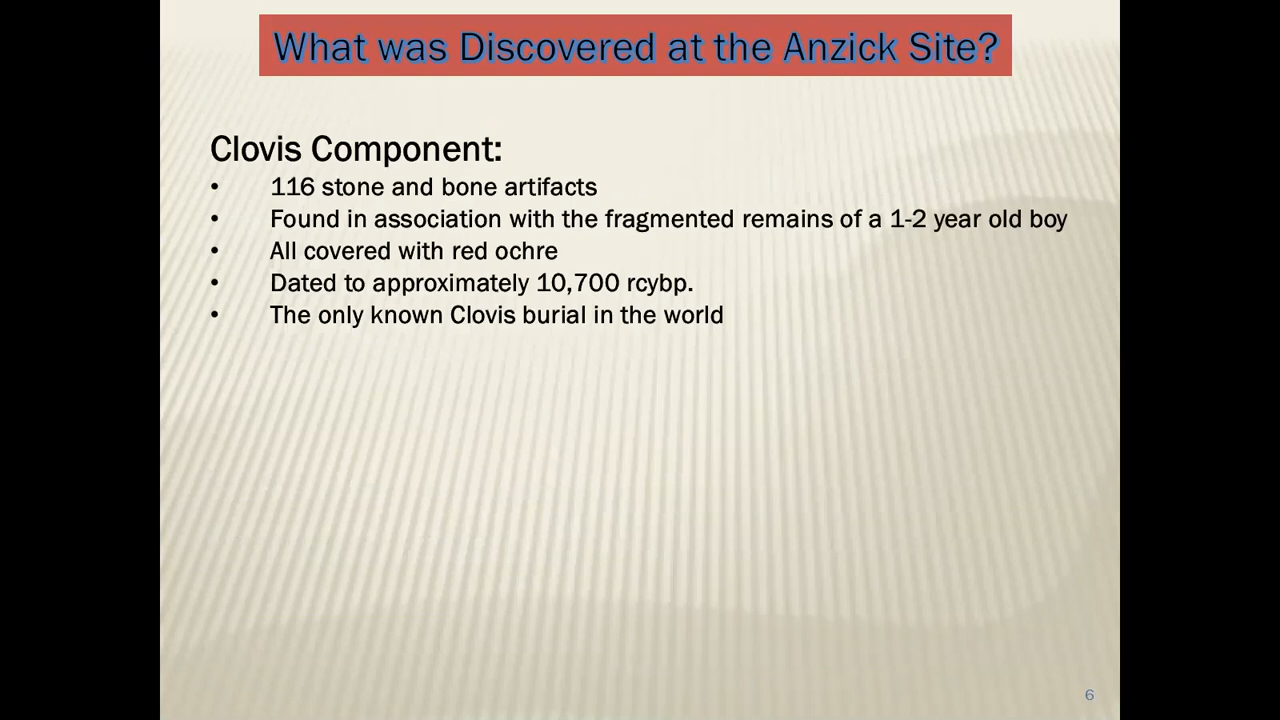 What was Discovered at the Anzick Site?
Clovis Component:
• 116 stone and bone artifacts
• Found in association with the fragmented remains of a 1-2 year old boy
• All covered with red ochre
• Dated to approximately 10,700 rcybp.
• The only known Clovis burial in the world
6